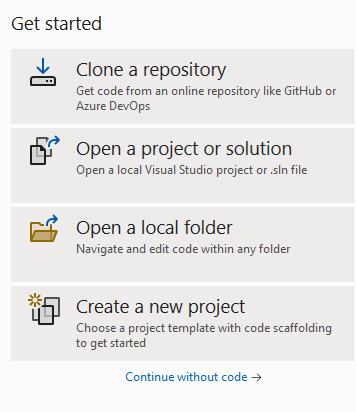 Get started
Clone a repository
Get code from an online repository like GitHub or
Azure DevOps
Open a project or solution
Open a local Visual Studio project or .sln file
Open a local folder
Navigate and edit code within any folder
Create a new project
Choose a project template with code scaffolding
to get started
Continue without code →